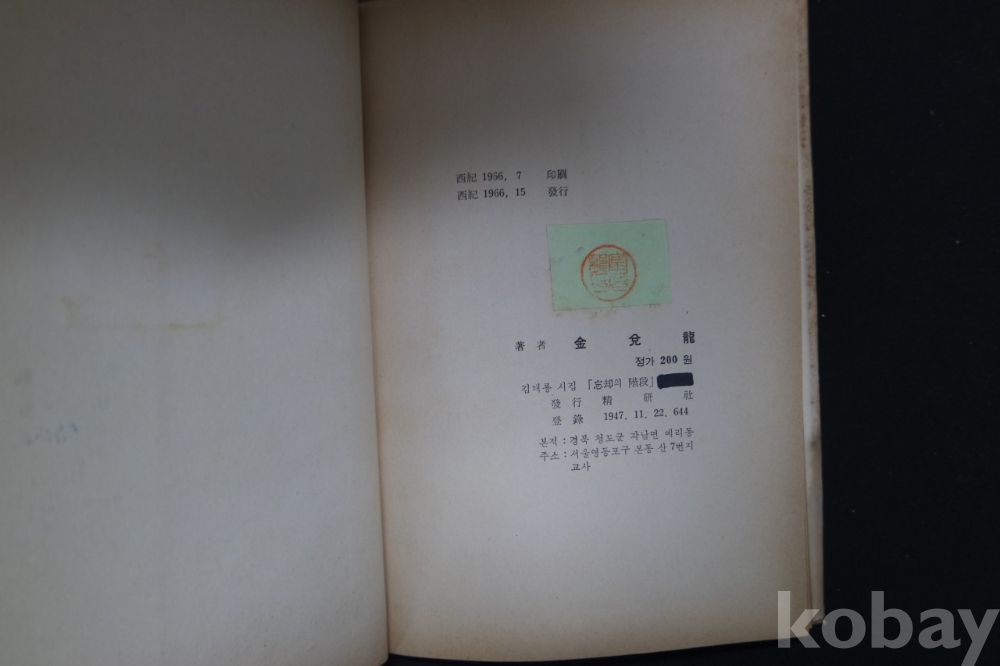 西紀 1966, 7 印刷
西紀 1966, 15 發行
著者 金兌龍
정가 200 원
김태룡 시집 「忘却의 階段」
發行 精硏社
登錄 1947. 11. 22. 644
본적 : 경북 청도군 각남면 예리동
주소 : 서울영등포구 본동 산 7번지
교사
kobay